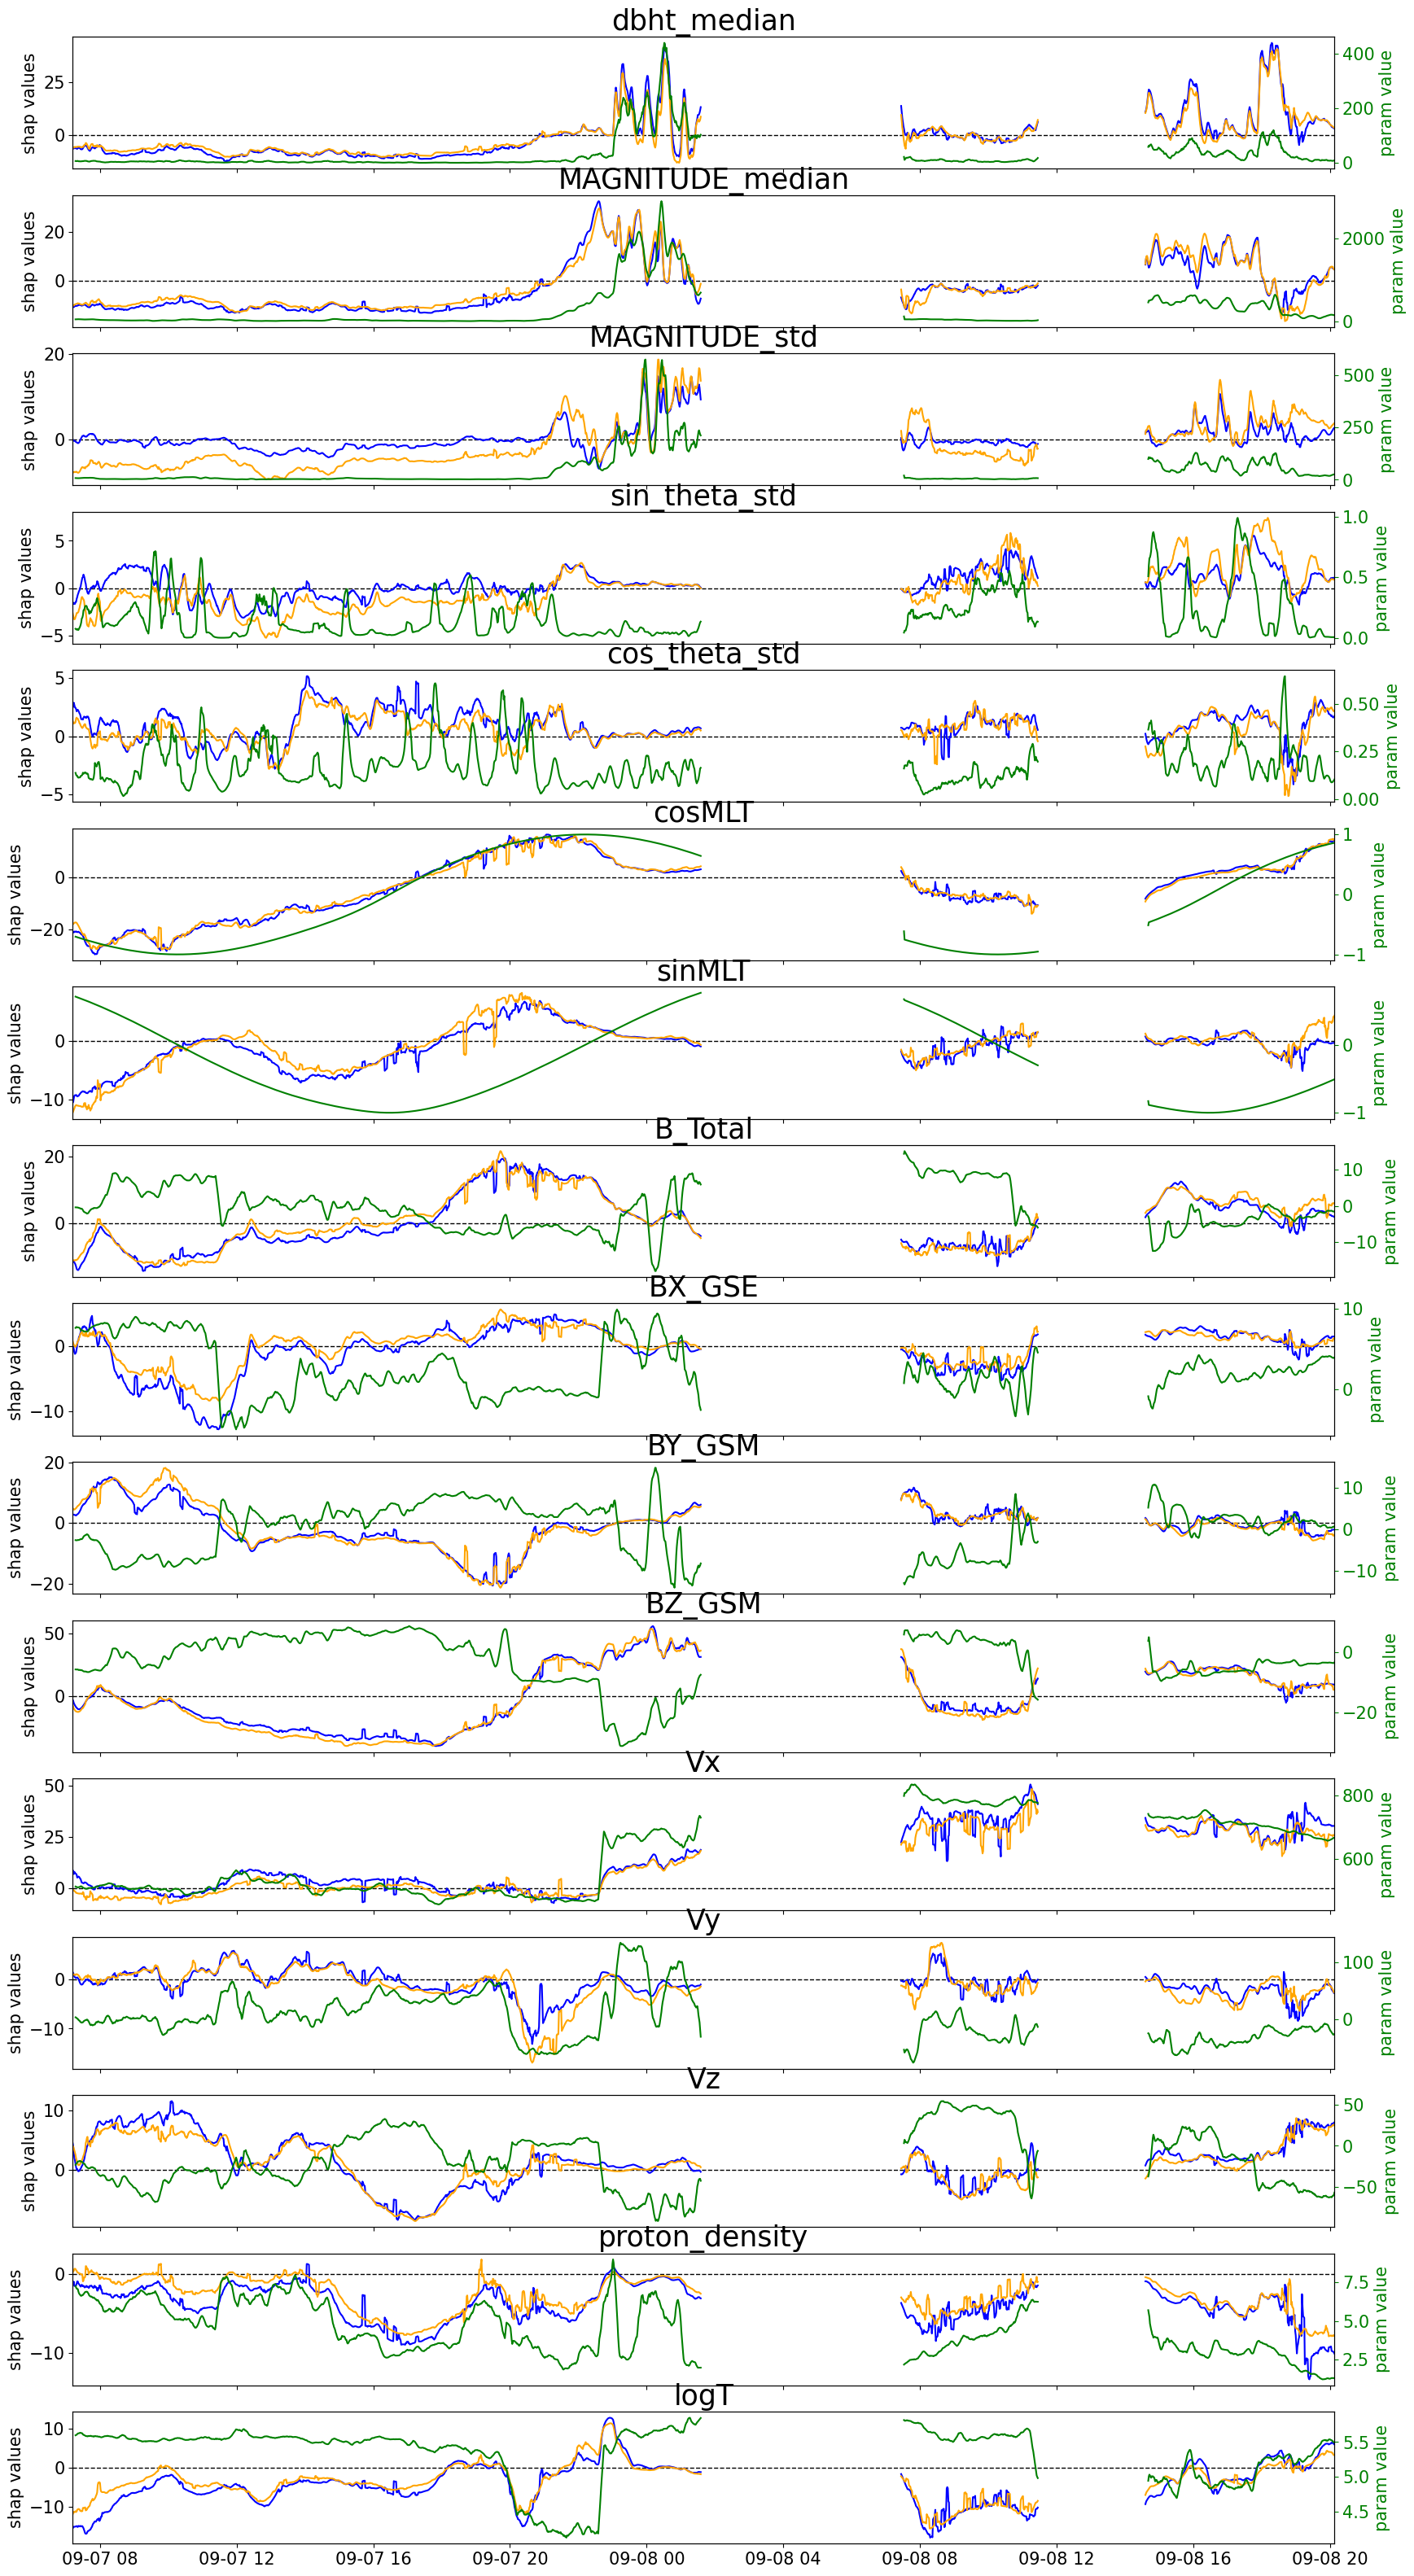 dbht_median
shap values
25
0
400
200
0
param value
MAGNITUDE_median
shap values
20
0
2000
0
param value
MAGNITUDE_std
shap values
20
0
500
250
0
param value
sin_theta_std
shap values
5
0
−5
1.0
0.5
0.0
param value
cos_theta_std
shap values
5
0
−5
0.50
0.25
0.00
param value
cosMLT
shap values
0
−20
1
0
−1
param value
sinMLT
shap values
0
−10
0
−1
param value
B_Total
shap values
20
0
10
0
−10
param value
BX_GSE
shap values
0
−10
10
0
param value
BY_GSM
shap values
20
0
−20
10
0
−10
param value
BZ_GSM
shap values
50
0
0
−20
param value
Vx
shap values
50
25
0
800
600
param value
Vy
shap values
0
−10
100
0
param value
Vz
shap values
10
0
50
0
−50
param value
proton_density
shap values
0
−10
7.5
5.0
2.5
param value
logT
shap values
10
0
−10
5.5
5.0
4.5
param value
09-07 08 09-07 12 09-07 16 09-07 20 09-08 00 09-08 04 09-08 08 09-08 12 09-08 16 09-08 20